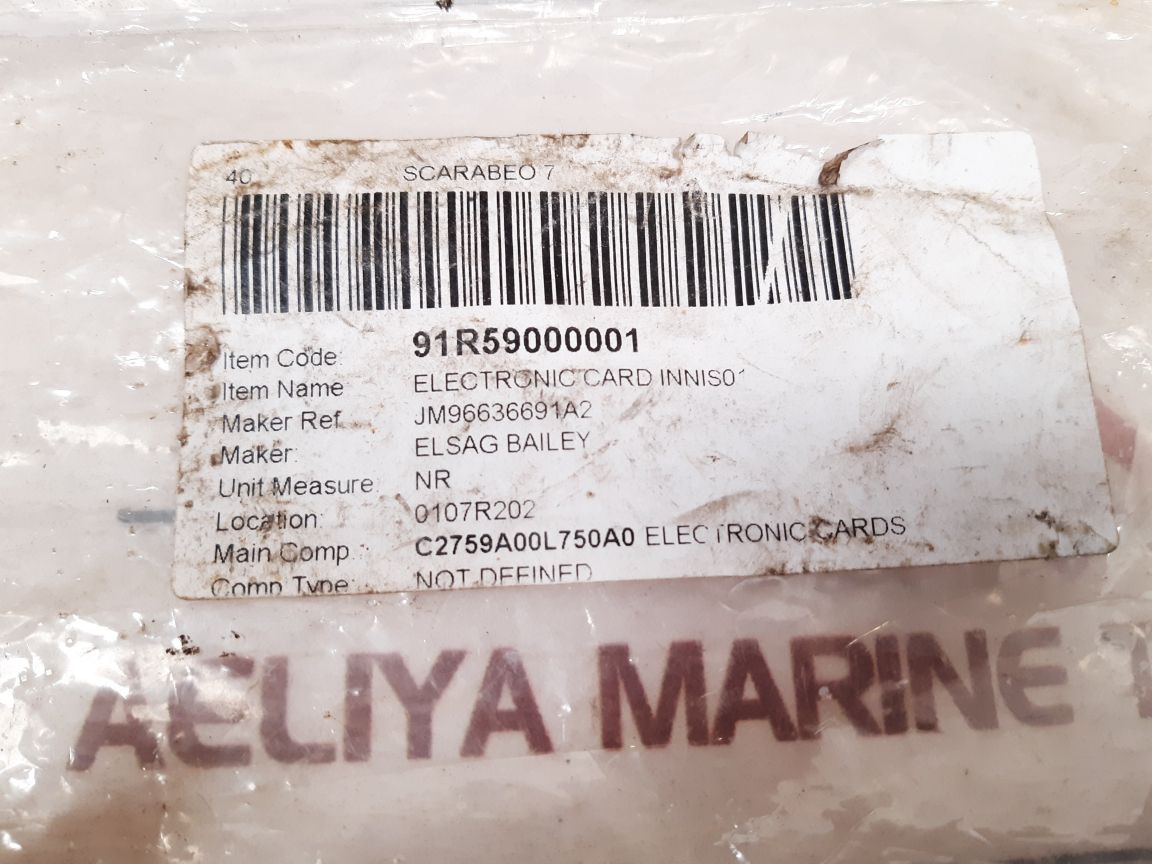 40 SCARABEO 7
Item Code: 91R59000001
Item Name ELECTRONIC CARD INNIS01
Maker Ref. JM96636691A2
Maker: ELSAG BAILEY
Unit Measure: NR
Location: 0107R202
Main Comp.: C2759A00L750A0 ELECTRONIC CARDS
Comp Type: NOT DEFINED
AELIYA MARINE